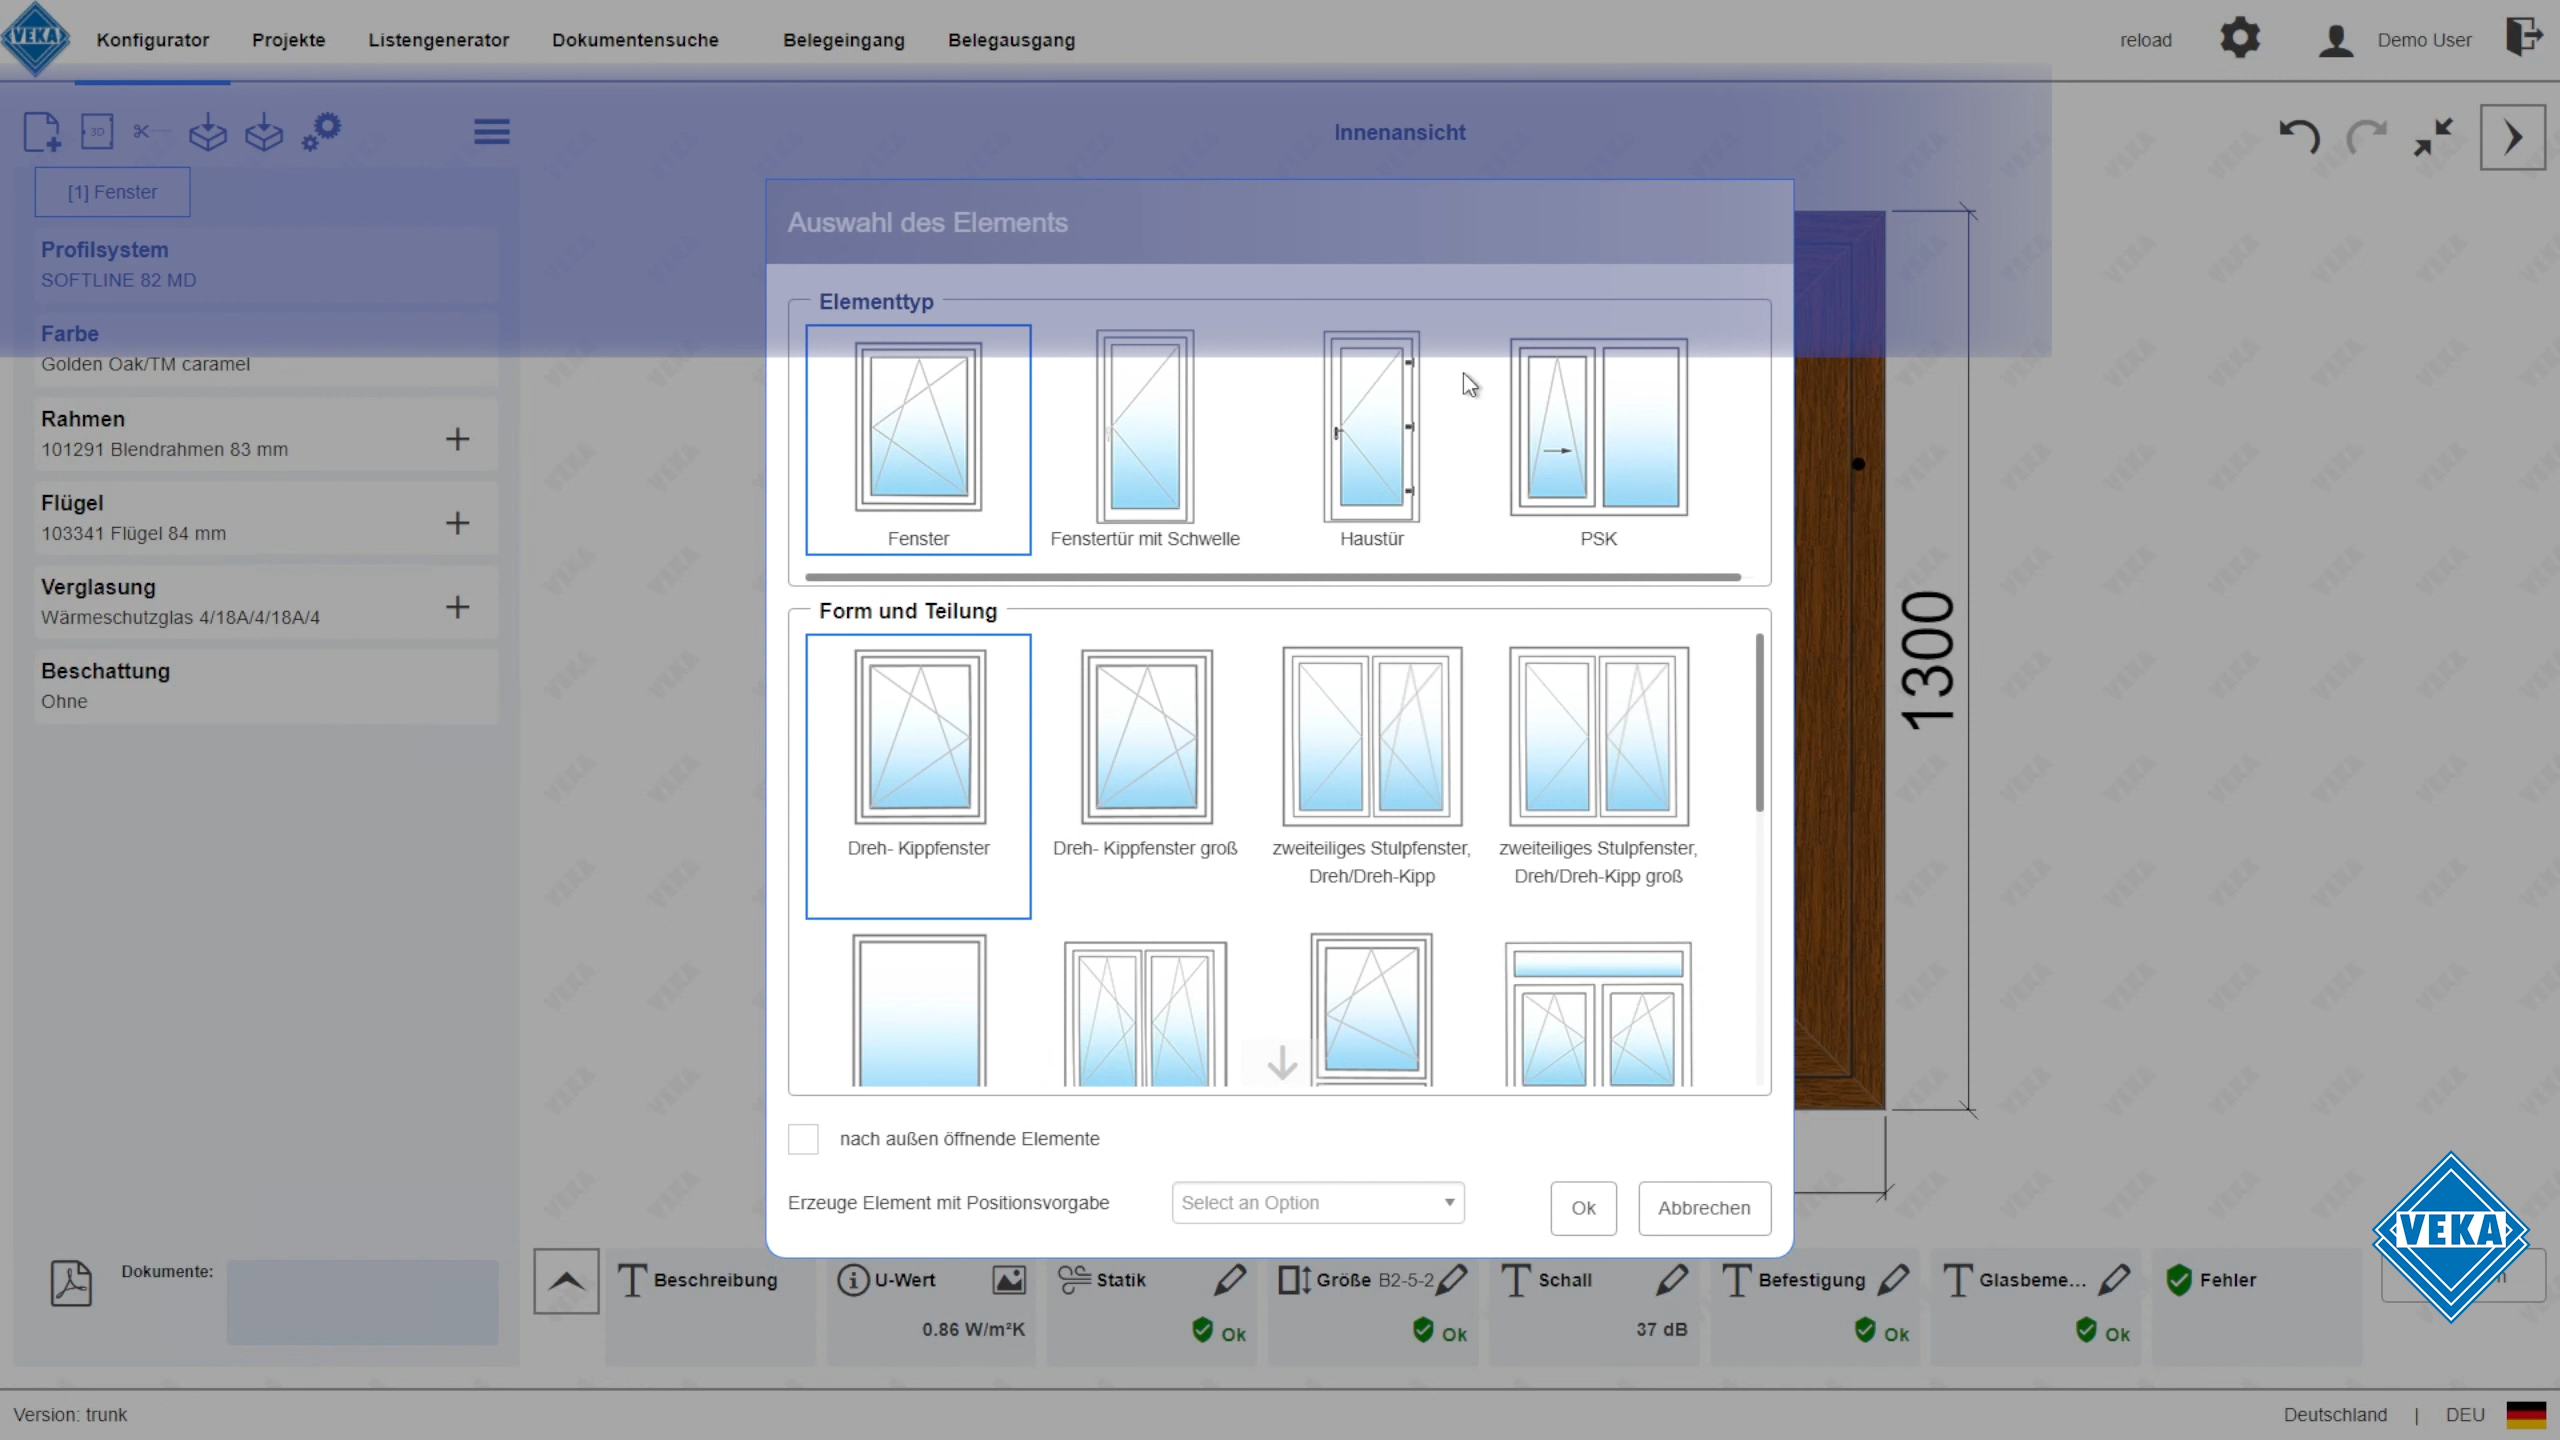 VEKA
Konfigurator
Projekte
Listengenerator
Dokumentensuche
Belegeingang
Belegausgang
reload
Demo User
3D
Innenansicht
[1] Fenster
Profilsystem
SOFTLINE 82 MD
Farbe
Golden Oak/TM caramel
Rahmen
101291 Blendrahmen 83 mm
Flügel
103341 Flügel 84 mm
Verglasung
Wärmeschutzglas 4/18A/4/18A/4
Beschattung
Ohne
Auswahl des Elements
Elementtyp
Fenster
Fenstertür mit Schwelle
Haustür
PSK
Form und Teilung
Dreh- Kippfenster
Dreh- Kippfenster groß
zweiteiliges Stulpfenster,
Dreh/Dreh-Kipp
zweiteiliges Stulpfenster,
Dreh/Dreh-Kipp groß
nach außen öffnende Elemente
Erzeuge Element mit Positionsvorgabe
Select an Option
Ok
Abbrechen
1300
VEKA
Dokumente:
Beschreibung
U-Wert
0.86 W/m²K
Statik
Ok
Größe B2-5-2
Ok
Schall
37 dB
Befestigung
Ok
Glasbeme...
Ok
Fehler
Version: trunk
Deutschland | DEU